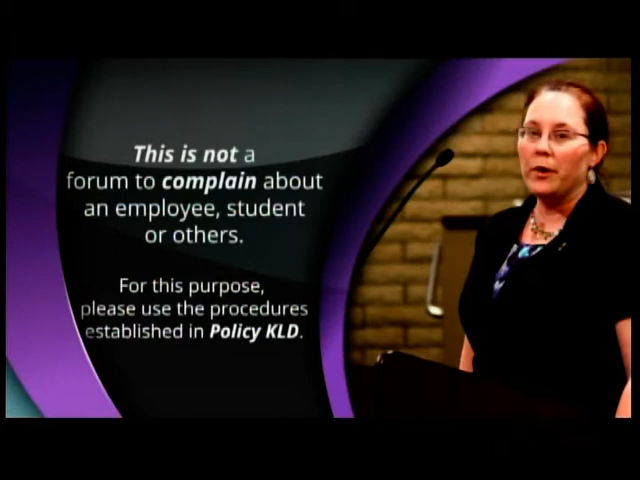 This is not a
forum to complain about
an employee, student
or others.
For this purpose,
please use the procedures
established in Policy KLD.